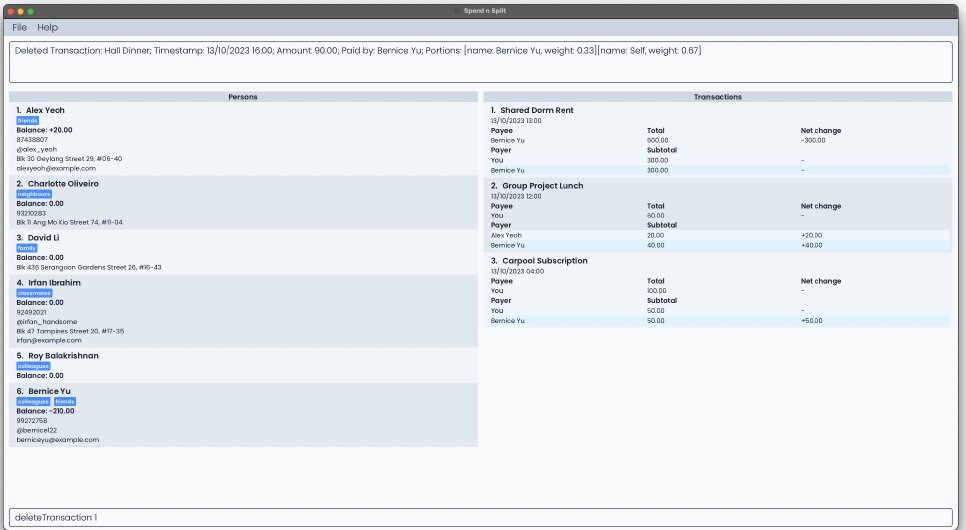 Spend n Split
File Help
Deleted Transaction: Hall Dinner; Timestamp: 13/10/2023 16:00; Amount: 90.00; Paid by: Bernice Yu; Portions: [name: Bernice Yu, weight: 0.33][name: Self, weight: 0.67]
Persons
1. Alex Yeoh
friends
Balance: +20.00
87438807
@alex_yeoh
Blk 30 Geylang Street 29, #06-40
alexyeoh@example.com
2. Charlotte Oliveiro
neighbours
Balance: 0.00
93210283
Blk 11 Ang Mo Kio Street 74, #11-04
3. David Li
family
Balance: 0.00
Blk 436 Serangoon Gardens Street 26, #16-43
4. Irfan Ibrahim
classmates
Balance: 0.00
92492021
@irfan_handsome
Blk 47 Tampines Street 20, #17-35
irfan@example.com
5. Roy Balakrishnan
colleagues
Balance: 0.00
6. Bernice Yu
colleagues friends
Balance: -210.00
99272758
@bernice122
berniceyu@example.com
Transactions
1. Shared Dorm Rent
13/10/2023 13:00
Payee Total Net change
Bernice Yu 600.00 -300.00
Payer Subtotal
You 300.00 -
Bernice Yu 300.00 -
2. Group Project Lunch
13/10/2023 12:00
Payee Total Net change
You 60.00 -
Payer Subtotal
Alex Yeoh 20.00 +20.00
Bernice Yu 40.00 +40.00
3. Carpool Subscription
13/10/2023 04:00
Payee Total Net change
You 100.00 -
Payer Subtotal
You 50.00 -
Bernice Yu 50.00 +50.00
deleteTransaction 1